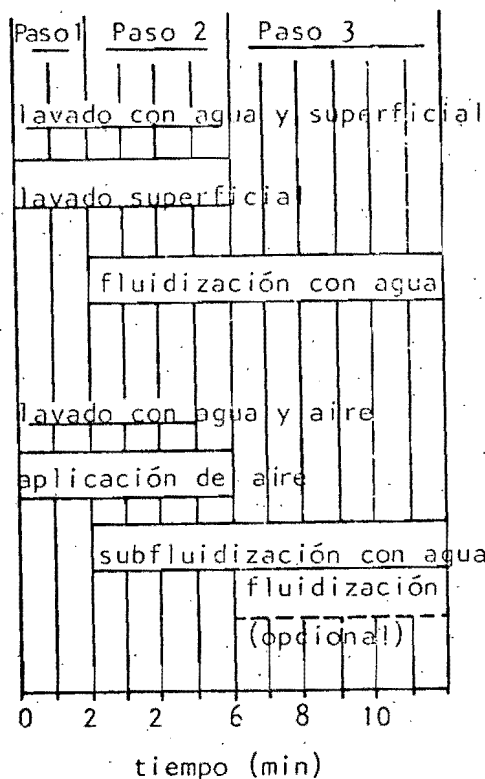 Paso 1 Paso 2 Paso 3
lavado con agua y superficial
lavado superficial
fluidización con agua
lavado con agua y aire
aplicación de aire
subfluidización con agua
fluidización
(opcional)
0 2 2 6 8 10
tiempo (min)